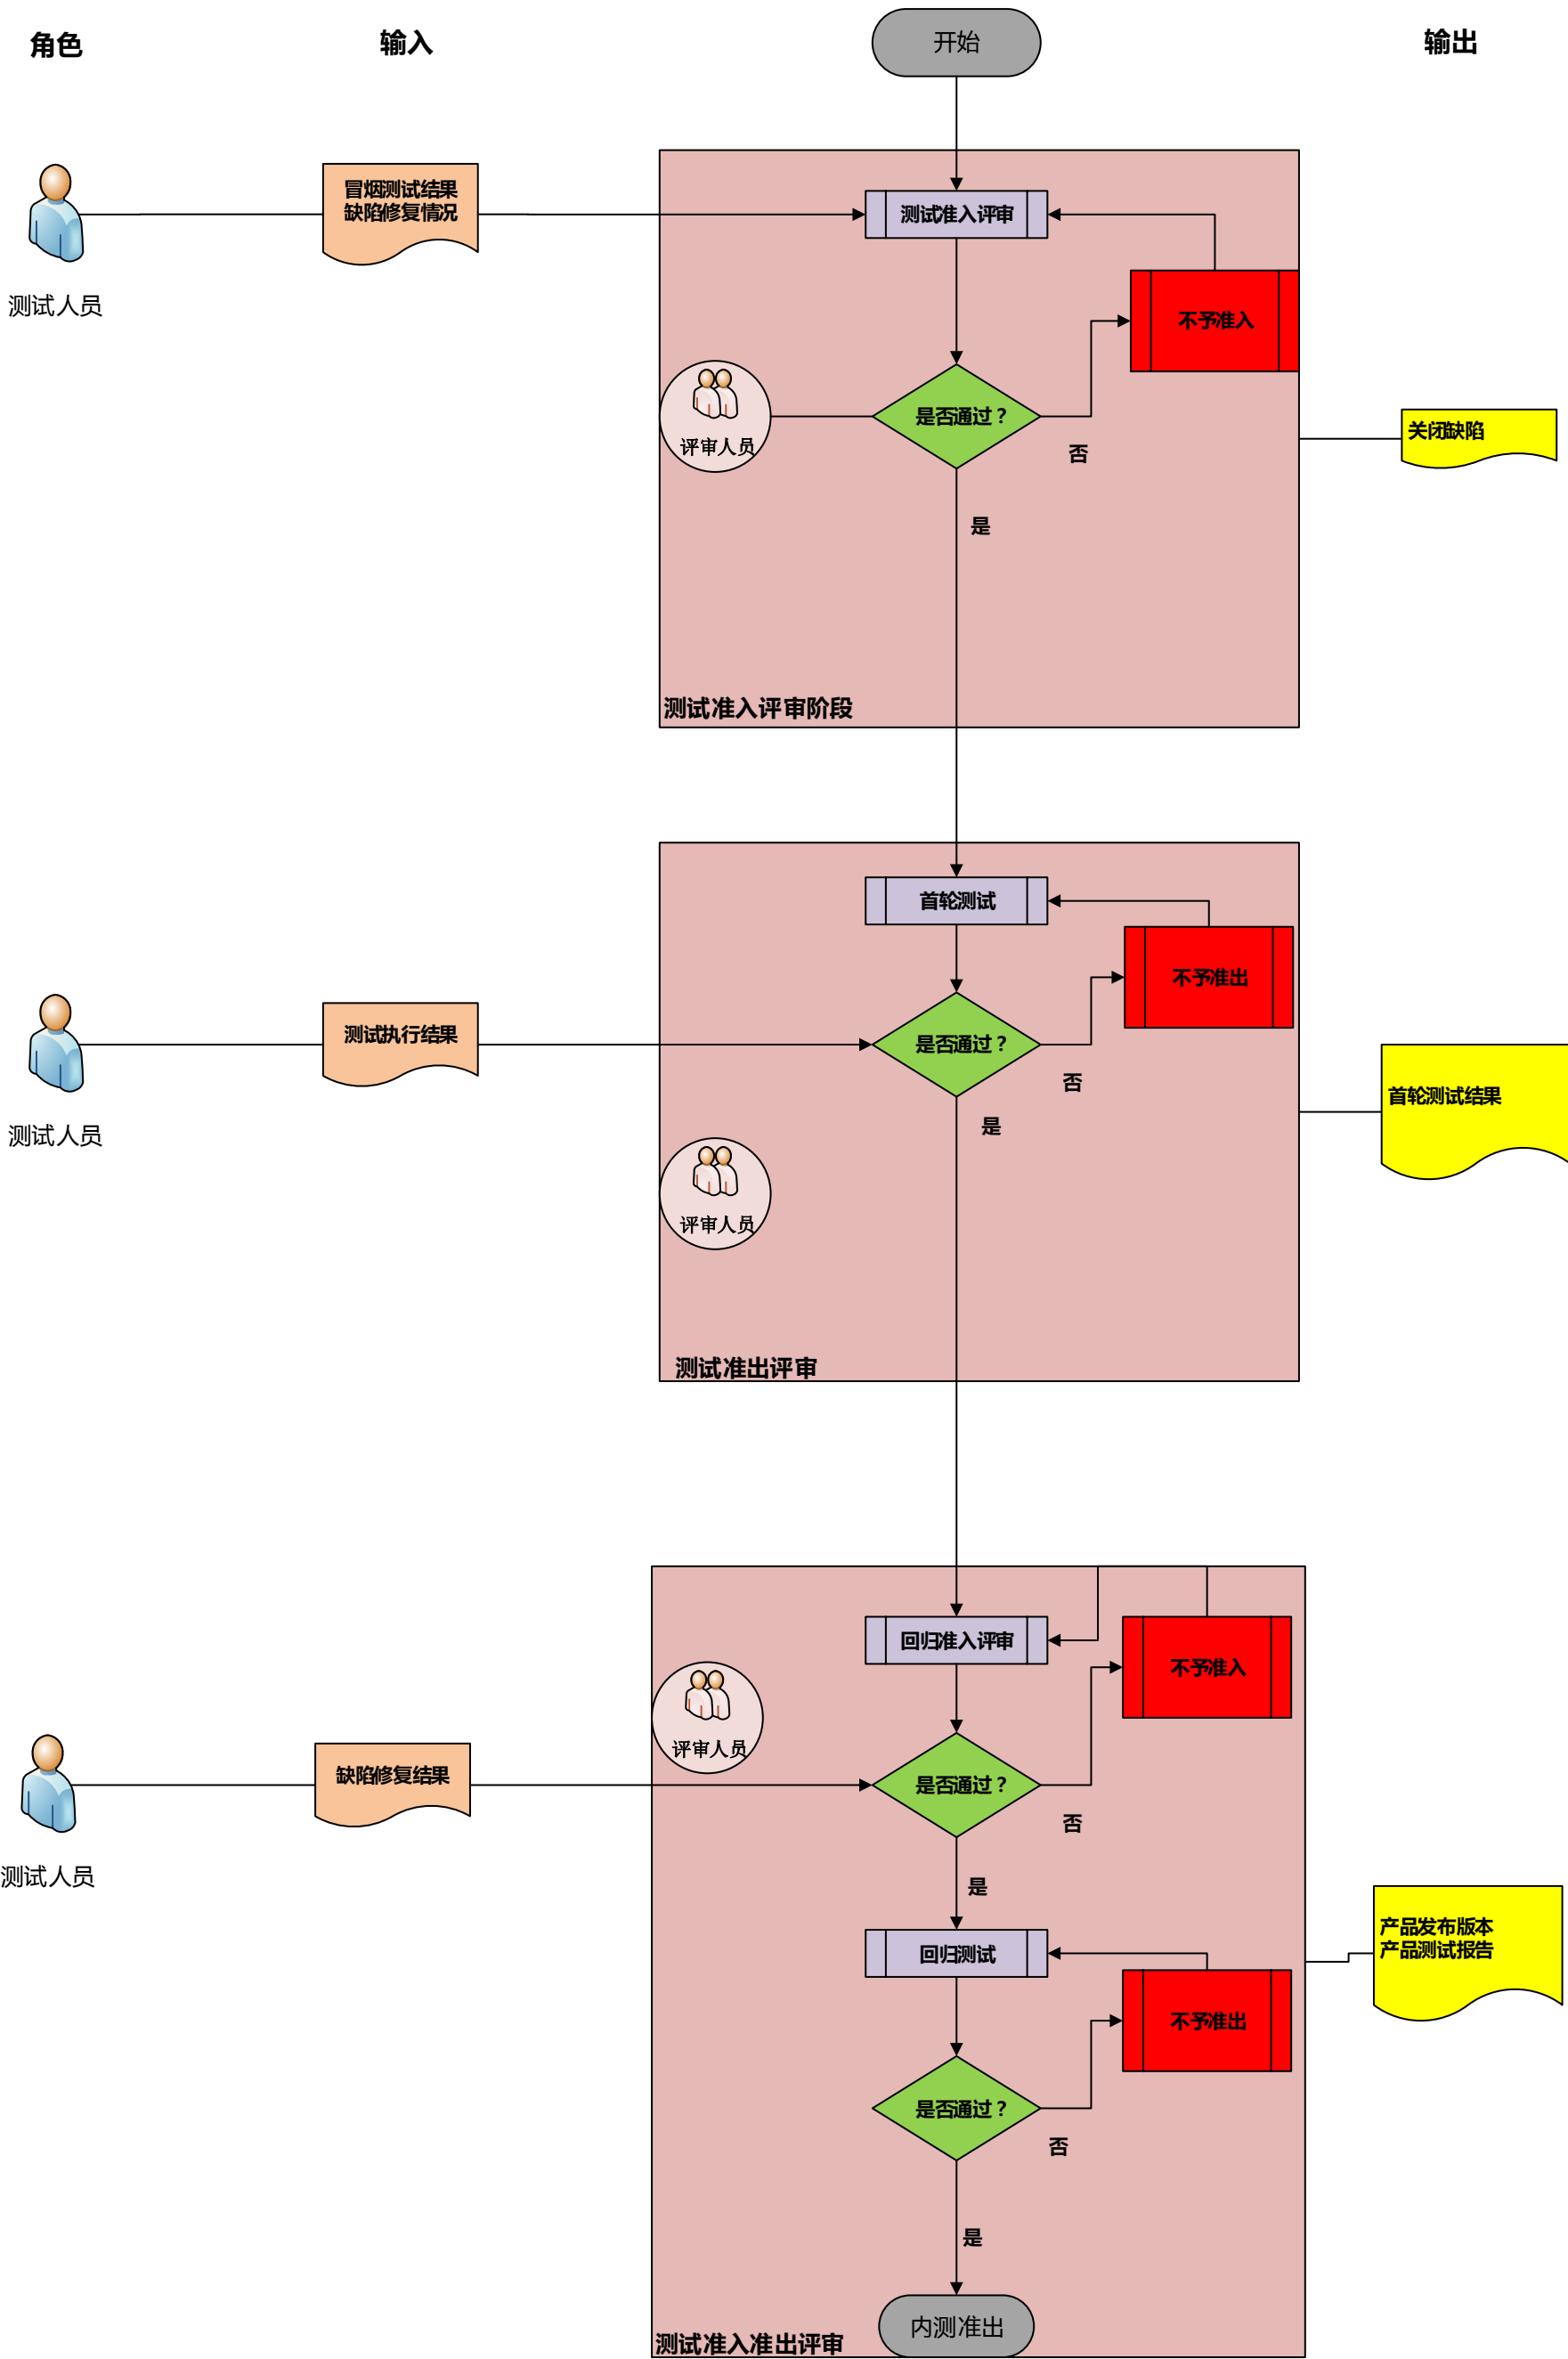 角色
输入
开始
输出
冒烟测试结果
缺陷修复情况
测试准入评审
测试人员
不予准入
是否通过？
评审人员
否
关闭缺陷
是
测试准入评审阶段
首轮测试
不予准出
测试执行结果
是否通过？
否
首轮测试结果
是
测试人员
评审人员
测试准出评审
回归准入评审
不予准入
评审人员
缺陷修复结果
是否通过？
否
测试人员
是
产品发布版本
产品测试报告
回归测试
不予准出
是否通过？
否
是
内测准出
测试准入准出评审